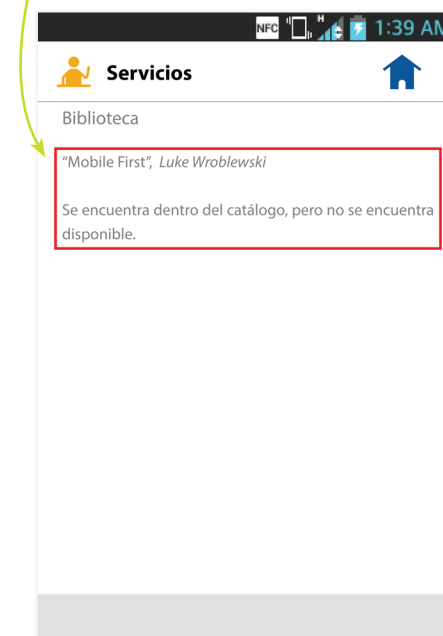 NFC H 1:39 AM
Servicios
Biblioteca
“Mobile First”, Luke Wroblewski
Se encuentra dentro del catálogo, pero no se encuentra
disponible.